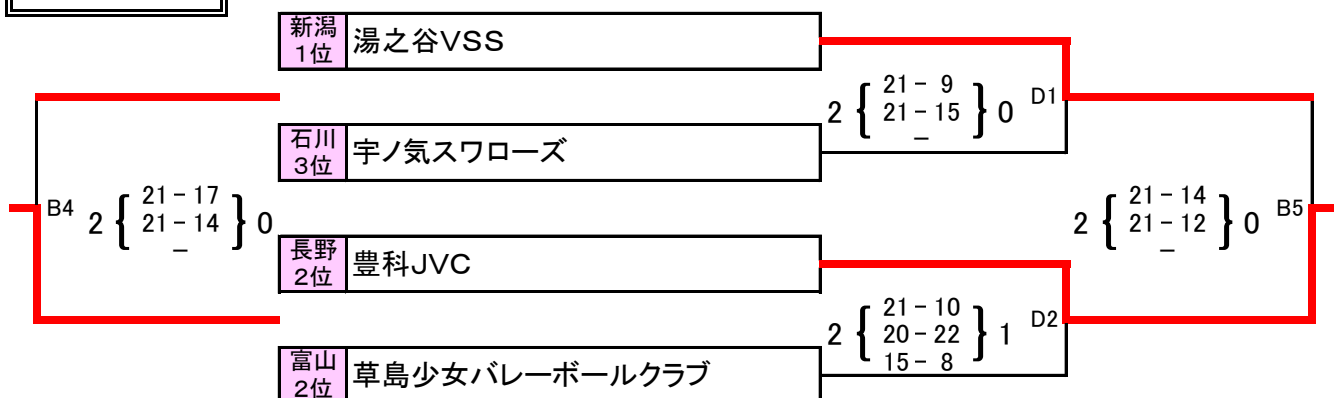 新潟
1位
湯之谷VSS
2 { 21 - 9 } 0
21 - 15
–
D1
石川
3位
宇ノ気スワローズ
B4
2 { 21 - 17 } 0
21 - 14
–
2 { 21 - 14 } 0
21 - 12
–
B5
長野
2位
豊科JVC
2 { 21 - 10 } 1
20 - 22
15 - 8
D2
富山
2位
草島少女バレーボールクラブ